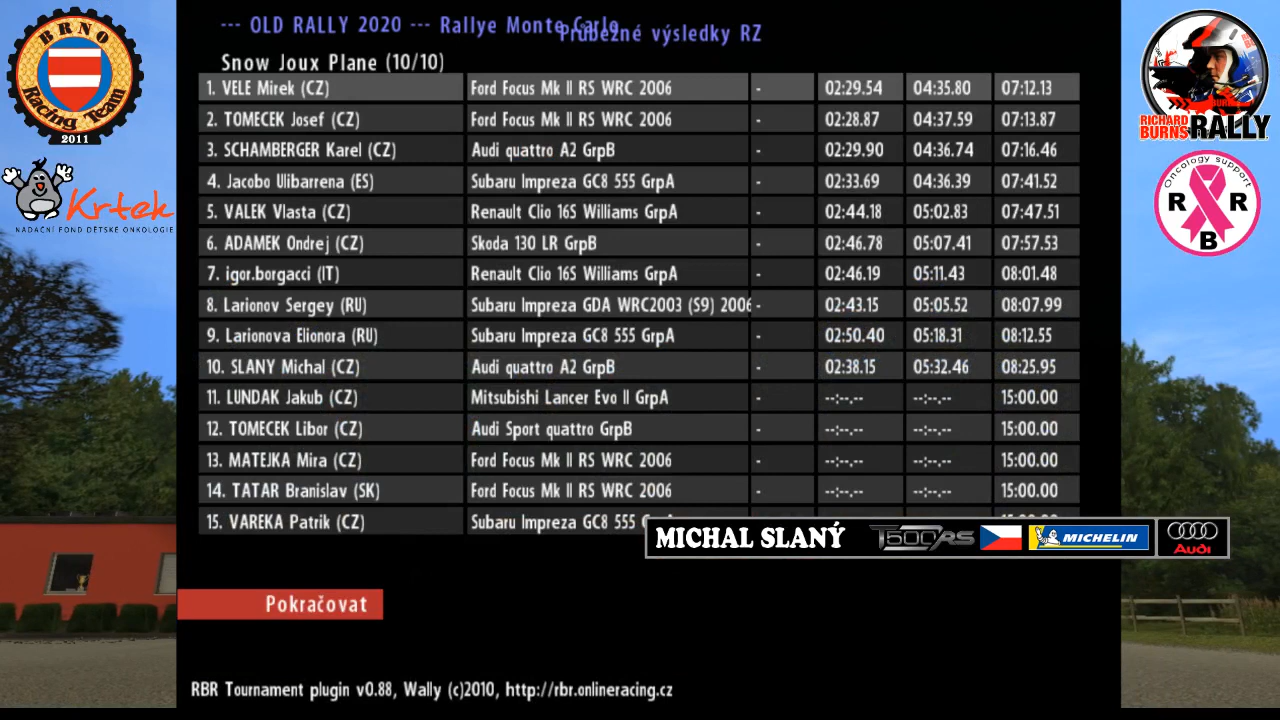 BRNO
Racing Team
2011
Krtek
NADAČNÍ FOND DĚTSKÉ ONKOLOGIE
--- OLD RALLY 2020 --- Rallye Monte Carlo
Průběžné výsledky RZ
Snow Joux Plane (10/10)
1. VELE Mirek (CZ) Ford Focus Mk II RS WRC 2006 - 02:29.54 04:35.80 07:12.13
2. TOMECEK Josef (CZ) Ford Focus Mk II RS WRC 2006 - 02:28.87 04:37.59 07:13.87
3. SCHAMBERGER Karel (CZ) Audi quattro A2 GrpB - 02:29.90 04:36.74 07:16.46
4. Jacobo Ulibarrena (ES) Subaru Impreza GC8 555 GrpA - 02:33.69 04:36.39 07:41.52
5. VALEK Vlasta (CZ) Renault Clio 16S Williams GrpA - 02:44.18 05:02.83 07:47.51
6. ADAMEK Ondrej (CZ) Skoda 130 LR GrpB - 02:46.78 05:07.41 07:57.53
7. igor.borgacci (IT) Renault Clio 16S Williams GrpA - 02:46.19 05:11.43 08:01.48
8. Larionov Sergey (RU) Subaru Impreza GDA WRC2003 (S9) 2006 - 02:43.15 05:05.52 08:07.99
9. Larionova Elionora (RU) Subaru Impreza GC8 555 GrpA - 02:50.40 05:18.31 08:12.55
10. SLANY Michal (CZ) Audi quattro A2 GrpB - 02:38.15 05:32.46 08:25.95
11. LUNDAK Jakub (CZ) Mitsubishi Lancer Evo II GrpA - --:--.-- --:--.-- 15:00.00
12. TOMECEK Libor (CZ) Audi Sport quattro GrpB - --:--.-- --:--.-- 15:00.00
13. MATEJKA Mira (CZ) Ford Focus Mk II RS WRC 2006 - --:--.-- --:--.-- 15:00.00
14. TATAR Branislav (SK) Ford Focus Mk II RS WRC 2006 - --:--.-- --:--.-- 15:00.00
15. VAREKA Patrik (CZ) Subaru Impreza GC8 555
MICHAL SLANÝ T500RS MICHELIN Audi
Pokračovat
RBR Tournament plugin v0.88, Wally (c)2010, http://rbr.onlineracing.cz
RICHARD BURNS RALLY
Oncology support
R R
B